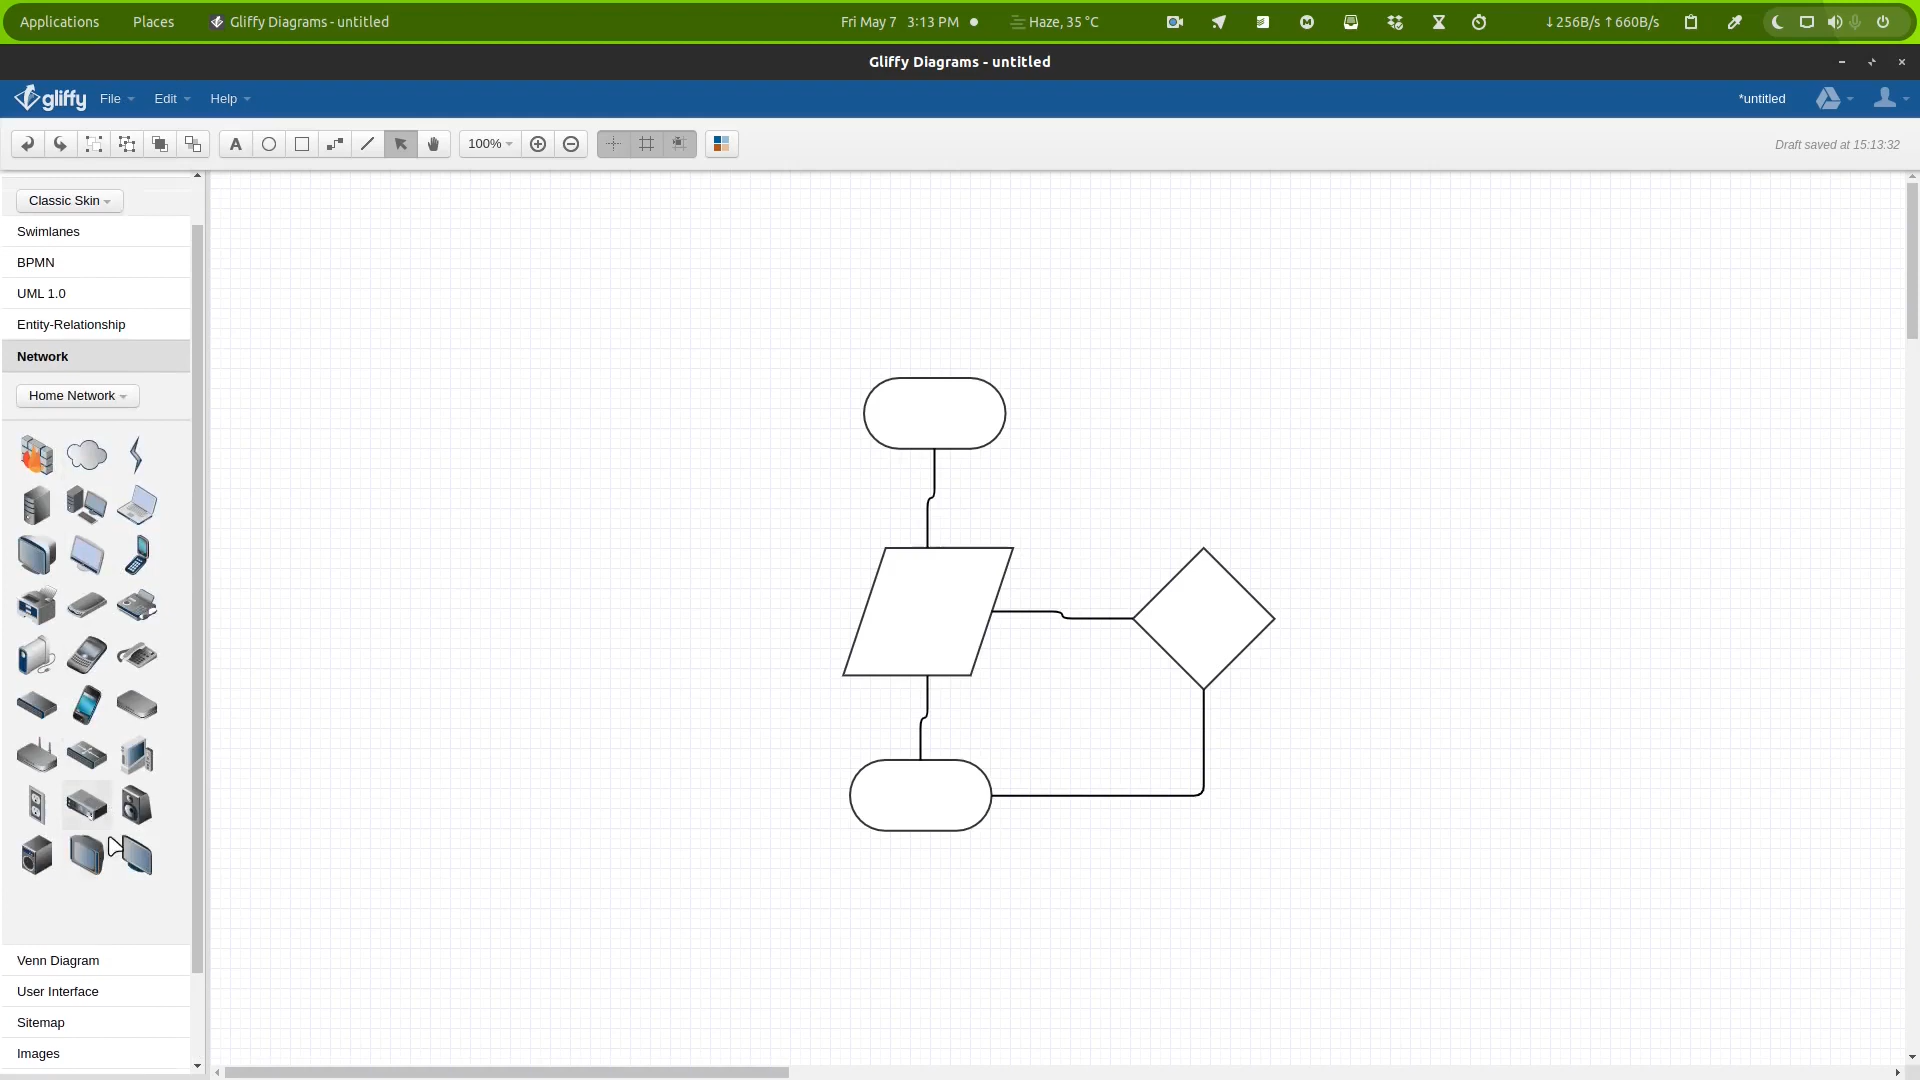 Applications Places Gliffy Diagrams - untitled Fri May 7 3:13 PM Haze, 35 °C ↓256B/s ↑660B/s
Gliffy Diagrams - untitled
gliffy File Edit Help *untitled
A 100% Draft saved at 15:13:32
Classic Skin
Swimlanes
BPMN
UML 1.0
Entity-Relationship
Network
Home Network
Venn Diagram
User Interface
Sitemap
Images